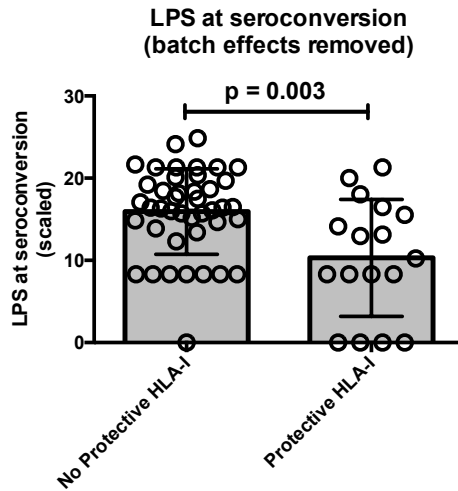 LPS at seroconversion
(batch effects removed)
p = 0.003
30
20
10
0
LPS at seroconversion
(scaled)
No Protective HLA-I
Protective HLA-I